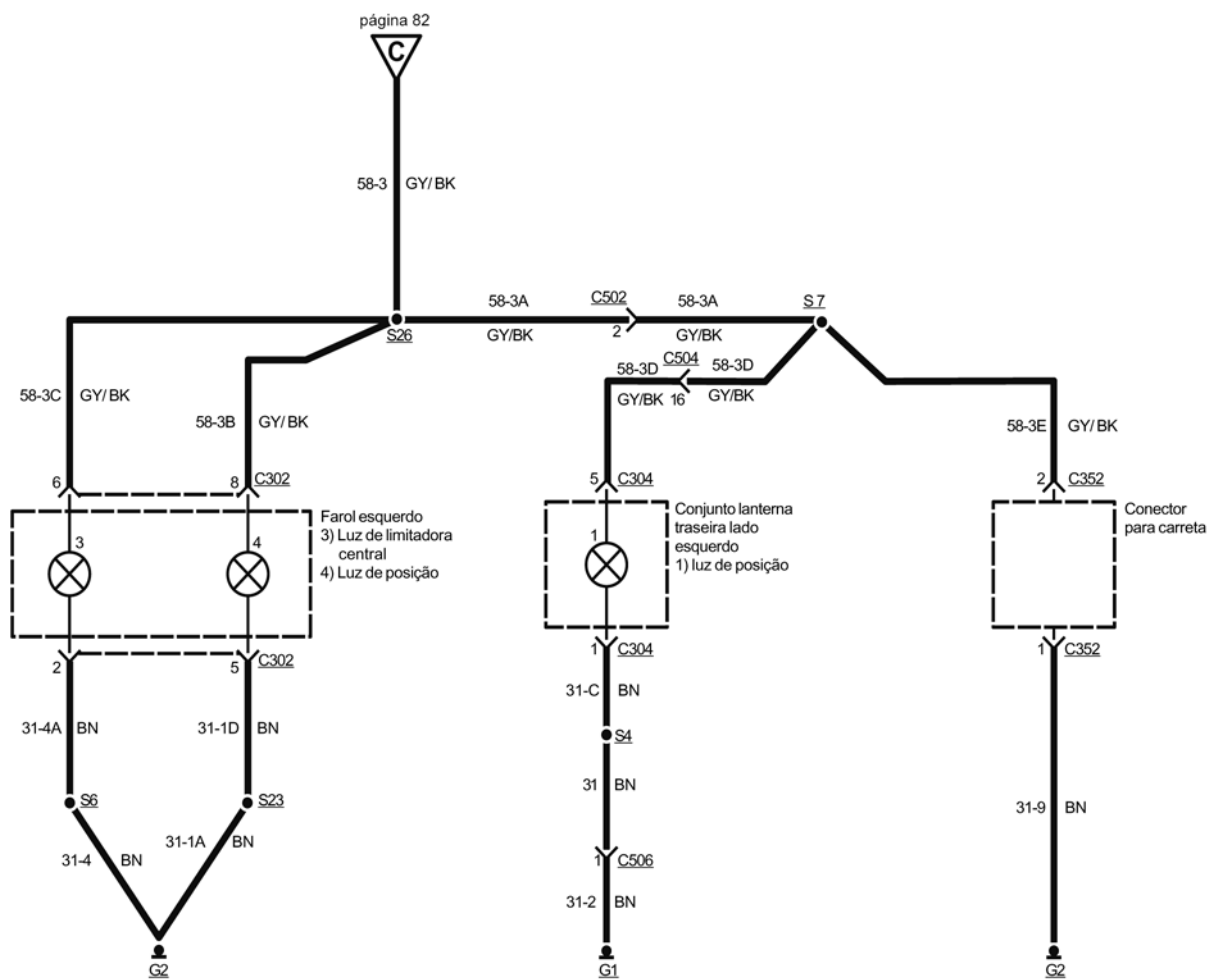 página 82
C
58-3 GY/BK
58-3A C502 58-3A S 7
GY/BK 2 GY/BK
S26
58-3D C504 58-3D
GY/BK 16 GY/BK
58-3C GY/BK
58-3B GY/BK
58-3E GY/BK
6 8 C302
5 C304
2 C352
Farol esquerdo
3) Luz de limitadora
central
4) Luz de posição
3 4
Conjunto lanterna
traseira lado
esquerdo
1) luz de posição
1
Conector
para carreta
2 5 C302
1 C304
1 C352
31-4A BN
31-1D BN
31-C BN
S4
S6
S23
31 BN
31-9 BN
31-4 BN
31-1A BN
1 C506
31-2 BN
G2
G1
G2